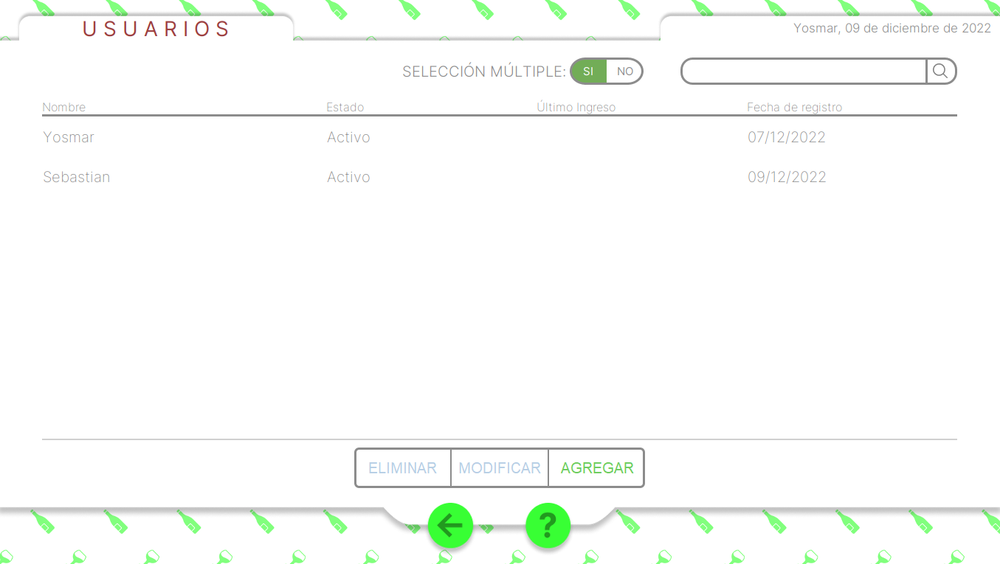 USUARIOS
Yosmar, 09 de diciembre de 2022
SELECCIÓN MÚLTIPLE: SI NO
Nombre Estado Último Ingreso Fecha de registro
Yosmar Activo 07/12/2022
Sebastian Activo 09/12/2022
ELIMINAR MODIFICAR AGREGAR
?